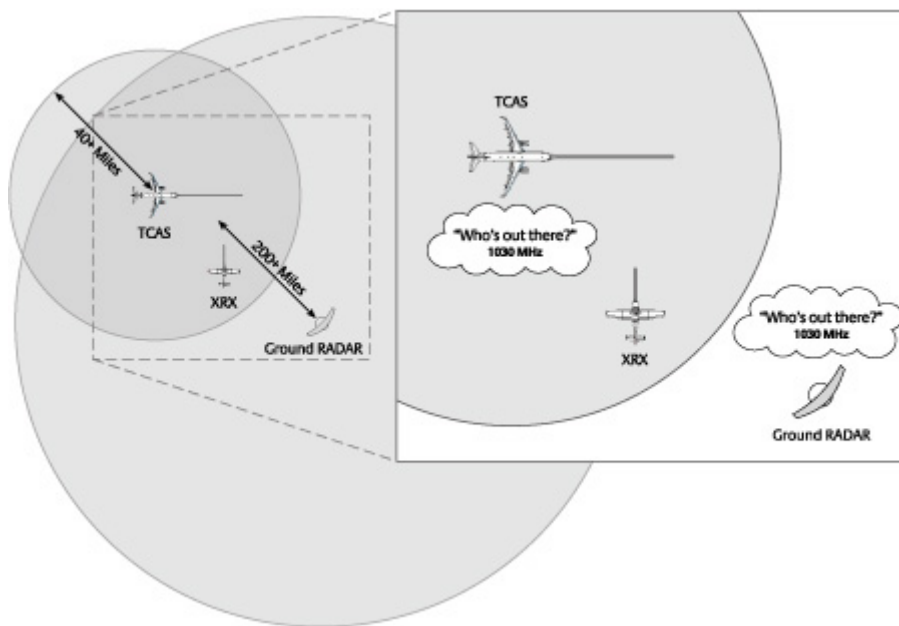 40+ Miles
TCAS
200+ Miles
XRX
Ground RADAR
TCAS
"Who's out there?"
1030 MHz
XRX
"Who's out there?"
1030 MHz
Ground RADAR